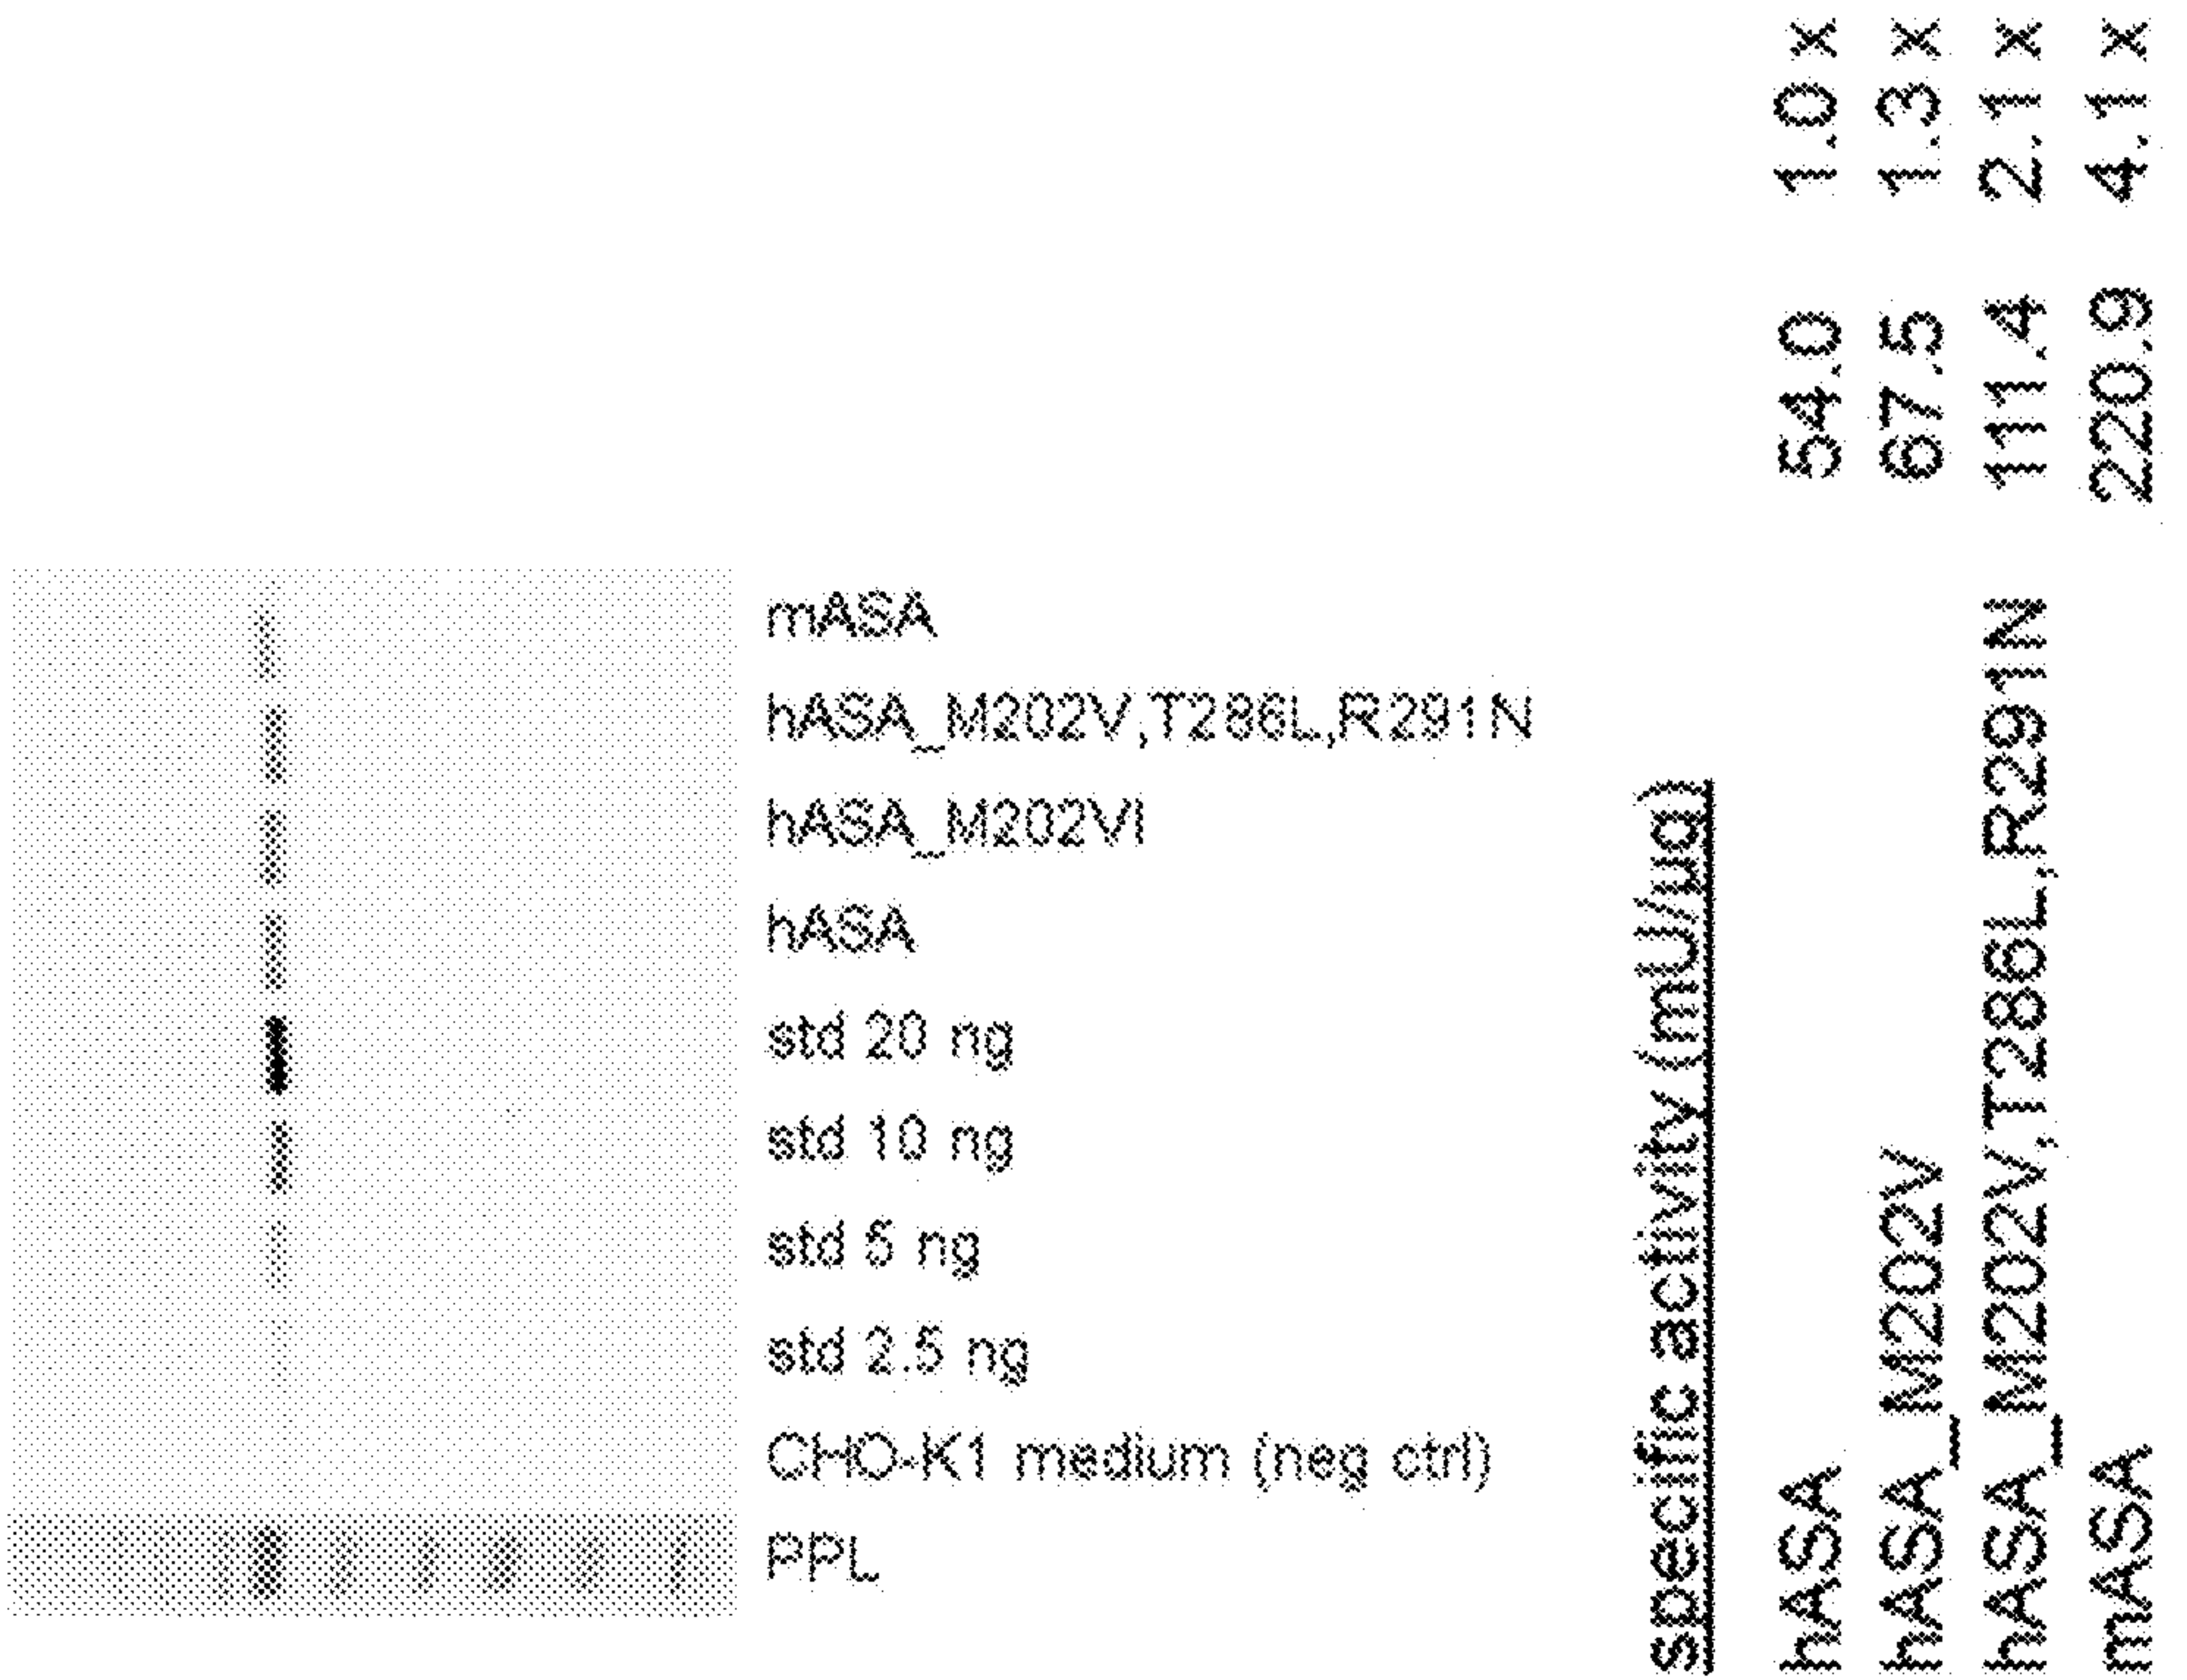 mASA
hASA_M202V,T286L,R291N
hASA_M202VI
hASA
std 20 ng
std 10 ng
std 5 ng
std 2.5 ng
CHO-K1 medium (neg ctrl)
PPL
specific activity (mU/µg)
hASA 54.0 1.0 x
hASA_M202V 67.5 1.3 x
hASA_M202V,T286L,R291N 111.4 2.1 x
mASA 220.9 4.1 x